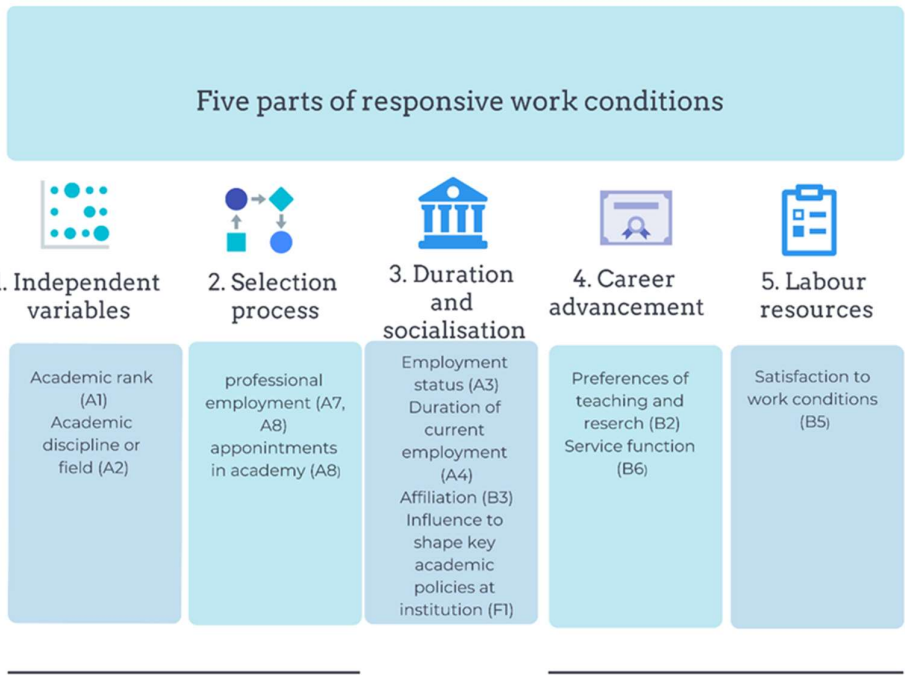 Five parts of responsive work conditions
. Independent
variables
2. Selection
process
3. Duration
and
socialisation
4. Career
advancement
5. Labour
resources
Academic rank
(A1)
Academic
discipline or
field (A2)
professional
employment (A7,
A8)
apponintments
in academy (A8)
Employment
status (A3)
Duration of
current
employment
(A4)
Affiliation (B3)
Influence to
shape key
academic
policies at
institution (F1)
Preferences of
teaching and
reserch (B2)
Service function
(B6)
Satisfaction to
work conditions
(B5)